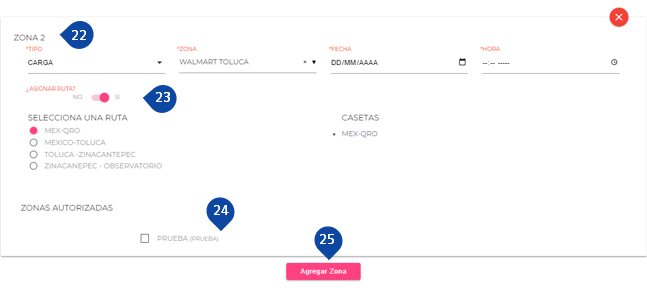 ZONA 2
22
*TIPO *ZONA *FECHA *HORA
CARGA WALMART TOLUCA × DD/MM/AAAA --:-- -----
¿ASIGNAR RUTA?
NO SI 23
SELECCIONA UNA RUTA CASETAS
MEX-QRO • MEX-QRO
MEXICO-TOLUCA
TOLUCA -ZINACANTEPEC
ZINACANEPEC - OBSERVATORIO
ZONAS AUTORIZADAS
24
PRUEBA (PRUEBA)
25
Agregar Zona